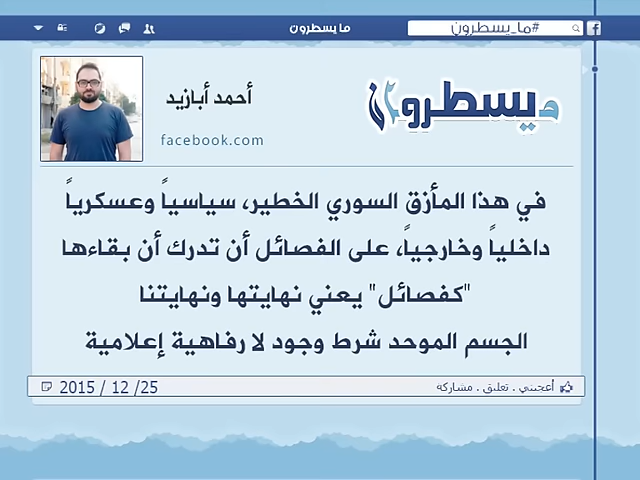 ما يسطرون
#ما_يسطرون
ما يسطرون
أحمد أبازيد
facebook.com
في هذا المأزق السوري الخطير، سياسياً وعسكرياً
داخلياً وخارجياً، على الفصائل أن تدرك أن بقاءها
"كفصائل" يعني نهايتها ونهايتنا
الجسم الموحد شرط وجود لا رفاهية إعلامية
أعجبني . تعليق . مشاركه
25/ 12 / 2015